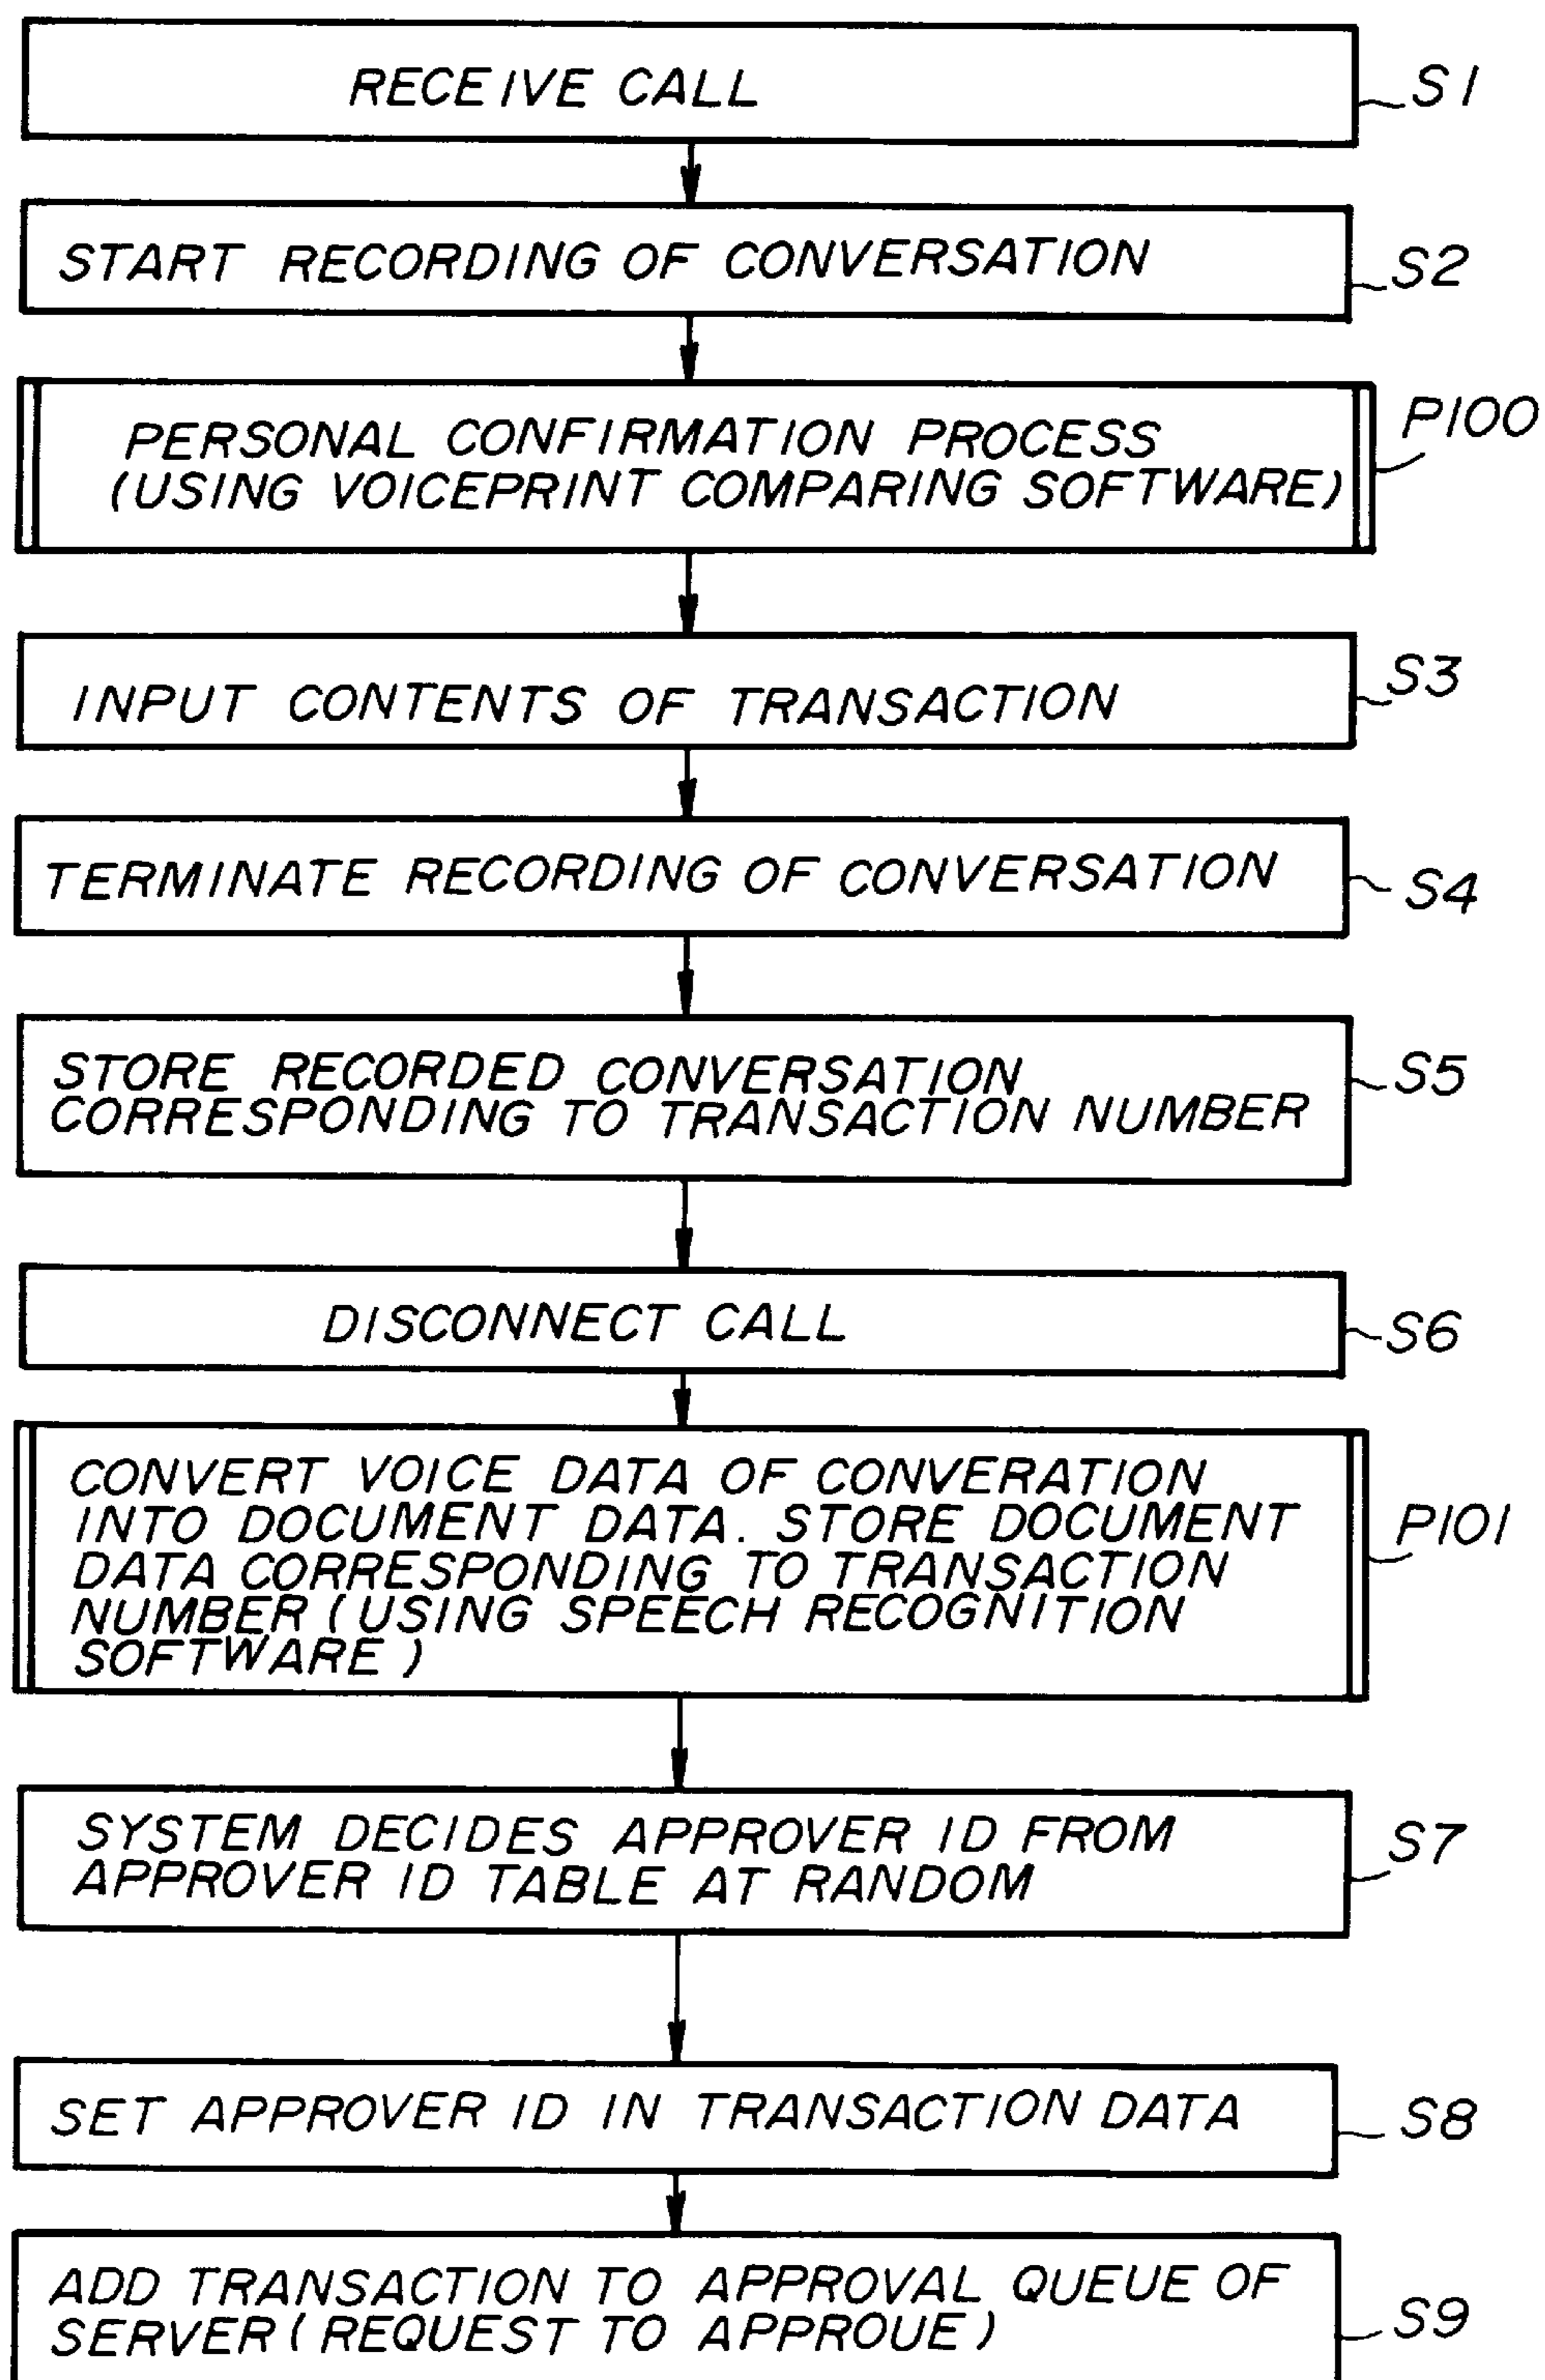 RECEIVE CALL
S1
START RECORDING OF CONVERSATION
S2
PERSONAL CONFIRMATION PROCESS
(USING VOICEPRINT COMPARING SOFTWARE)
P100
INPUT CONTENTS OF TRANSACTION
S3
TERMINATE RECORDING OF CONVERSATION
S4
STORE RECORDED CONVERSATION
CORRESPONDING TO TRANSACTION NUMBER
S5
DISCONNECT CALL
S6
CONVERT VOICE DATA OF CONVERATION
INTO DOCUMENT DATA. STORE DOCUMENT
DATA CORRESPONDING TO TRANSACTION
NUMBER (USING SPEECH RECOGNITION
SOFTWARE)
P101
SYSTEM DECIDES APPROVER ID FROM
APPROVER ID TABLE AT RANDOM
S7
SET APPROVER ID IN TRANSACTION DATA
S8
ADD TRANSACTION TO APPROVAL QUEUE OF
SERVER (REQUEST TO APPROUE)
S9